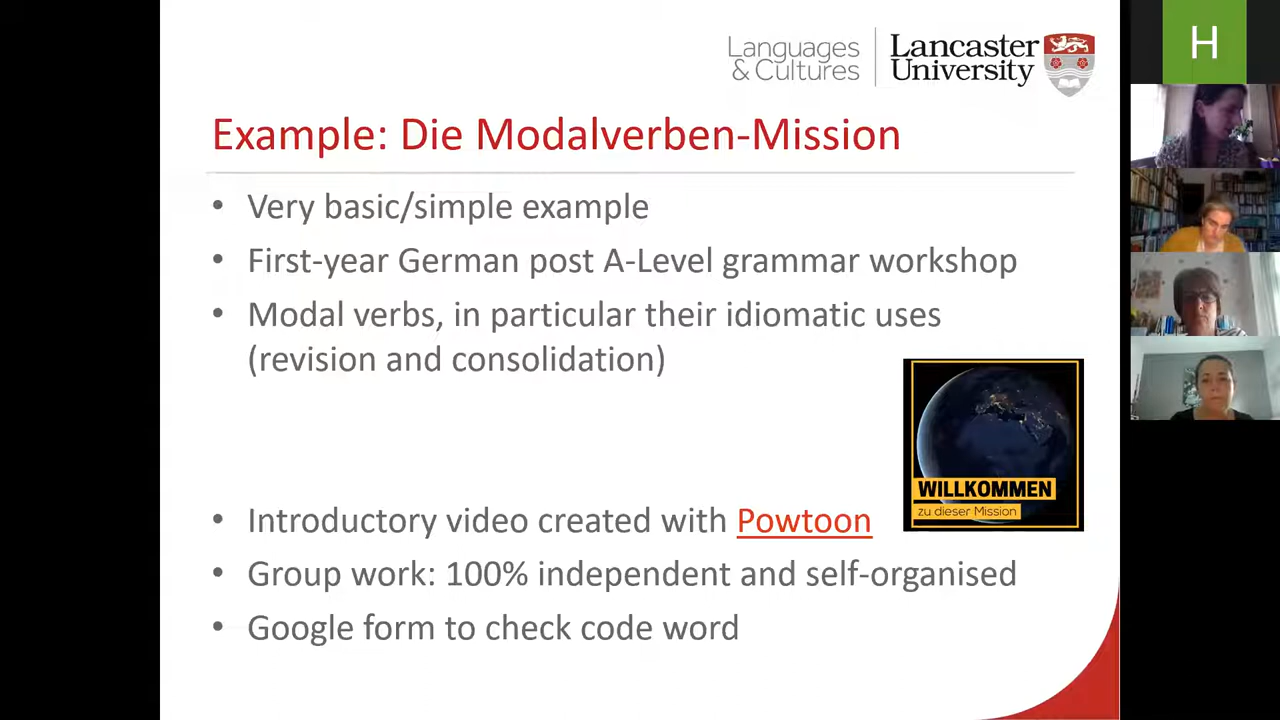 Languages
& Cultures
Lancaster
University
H
Example: Die Modalverben-Mission
• Very basic/simple example
• First-year German post A-Level grammar workshop
• Modal verbs, in particular their idiomatic uses
(revision and consolidation)
WILLKOMMEN
zu dieser Mission
• Introductory video created with Powtoon
• Group work: 100% independent and self-organised
• Google form to check code word